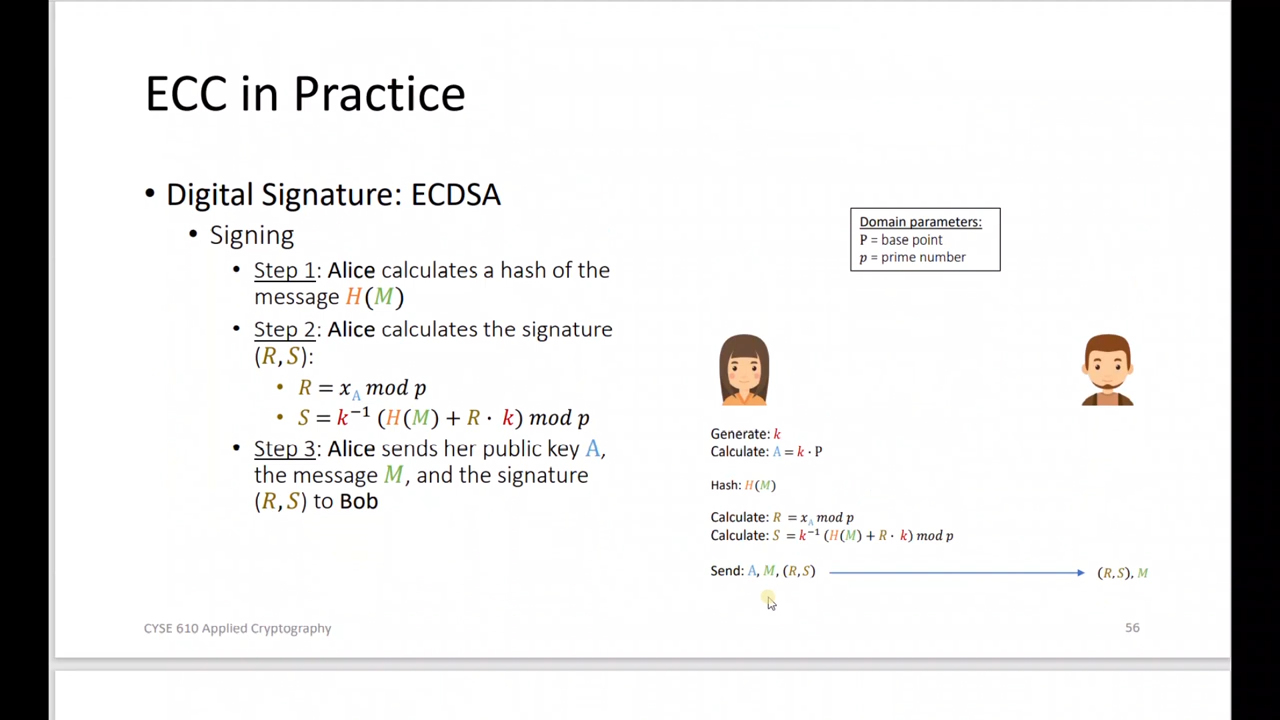 ECC in Practice
• Digital Signature: ECDSA
• Signing
• Step 1: Alice calculates a hash of the
message H(M)
• Step 2: Alice calculates the signature
(R, S):
• R = x_A mod p
• S = k⁻¹ (H(M) + R · k) mod p
• Step 3: Alice sends her public key A,
the message M, and the signature
(R, S) to Bob
Domain parameters:
P = base point
p = prime number
Generate: k
Calculate: A = k · P
Hash: H(M)
Calculate: R = x_A mod p
Calculate: S = k⁻¹ (H(M) + R · k) mod p
Send: A, M, (R, S)
(R, S), M
CYSE 610 Applied Cryptography
56